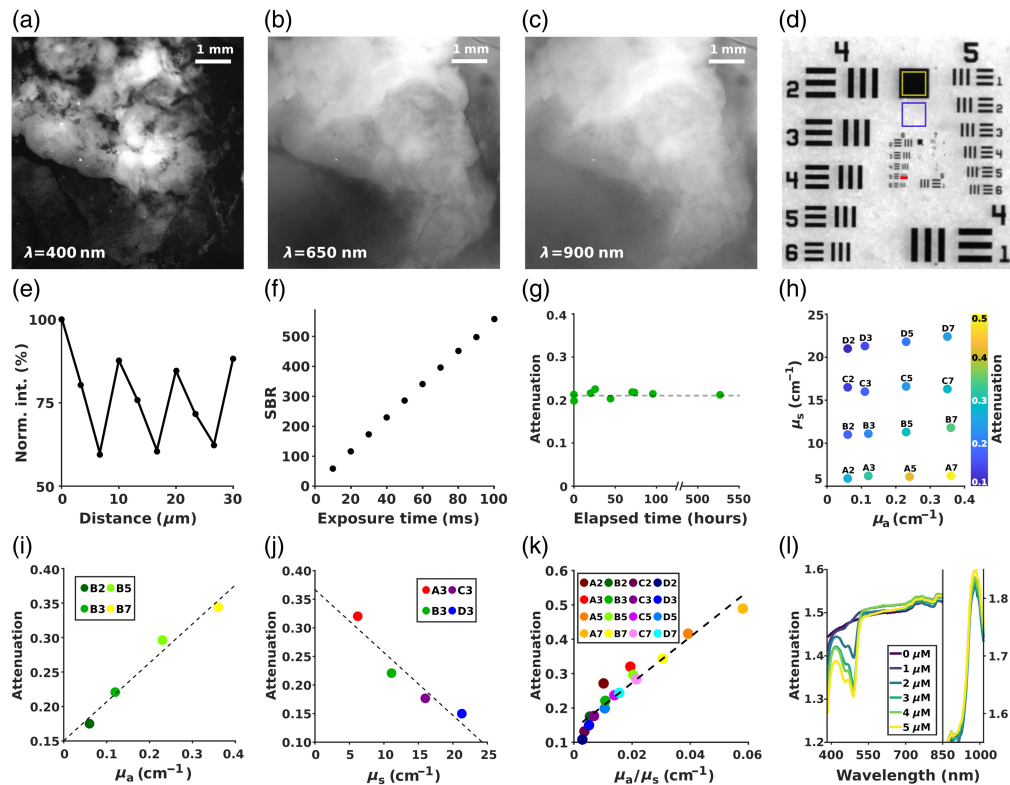 (a)
(b)
(c)
(d)
1 mm
λ=400 nm
1 mm
λ=650 nm
1 mm
λ=900 nm
4 5
2
3
4
5
6
1
2
3
4
5
6
4
1
(e)
100
75
50
Norm. int. (%)
0 10 20 30
Distance (μm)
(f)
500
400
300
200
100
0
SBR
0 20 40 60 80 100
Exposure time (ms)
(g)
0.4
0.2
0
Attenuation
0 50 100 500 550
Elapsed time (hours)
(h)
25
20
15
10
5
μs (cm⁻¹)
D2 D3 D5 D7
C2 C3 C5 C7
B2 B3 B5 B7
A2 A3 A5 A7
0 0.1 0.2 0.3 0.4
μa (cm⁻¹)
0.5
0.4
0.3
0.2
0.1
Attenuation
(i)
0.40
0.35
0.30
0.25
0.20
0.15
Attenuation
B2 B5
B3 B7
0 0.1 0.2 0.3 0.4
μa (cm⁻¹)
(j)
0.40
0.35
0.30
0.25
0.20
0.15
0.10
Attenuation
A3 C3
B3 D3
0 5 10 15 20 25
μs (cm⁻¹)
(k)
0.6
0.5
0.4
0.3
0.2
0.1
Attenuation
A2 B2 C2 D2
A3 B3 C3 D3
A5 B5 C5 D5
A7 B7 C7 D7
0 0.02 0.04 0.06
μa/μs (cm⁻¹)
(l)
1.6
1.5
1.4
1.3
1.2
Attenuation
1.8
1.7
1.6
0 μM
1 μM
2 μM
3 μM
4 μM
5 μM
400 550 700 850 1000
Wavelength (nm)